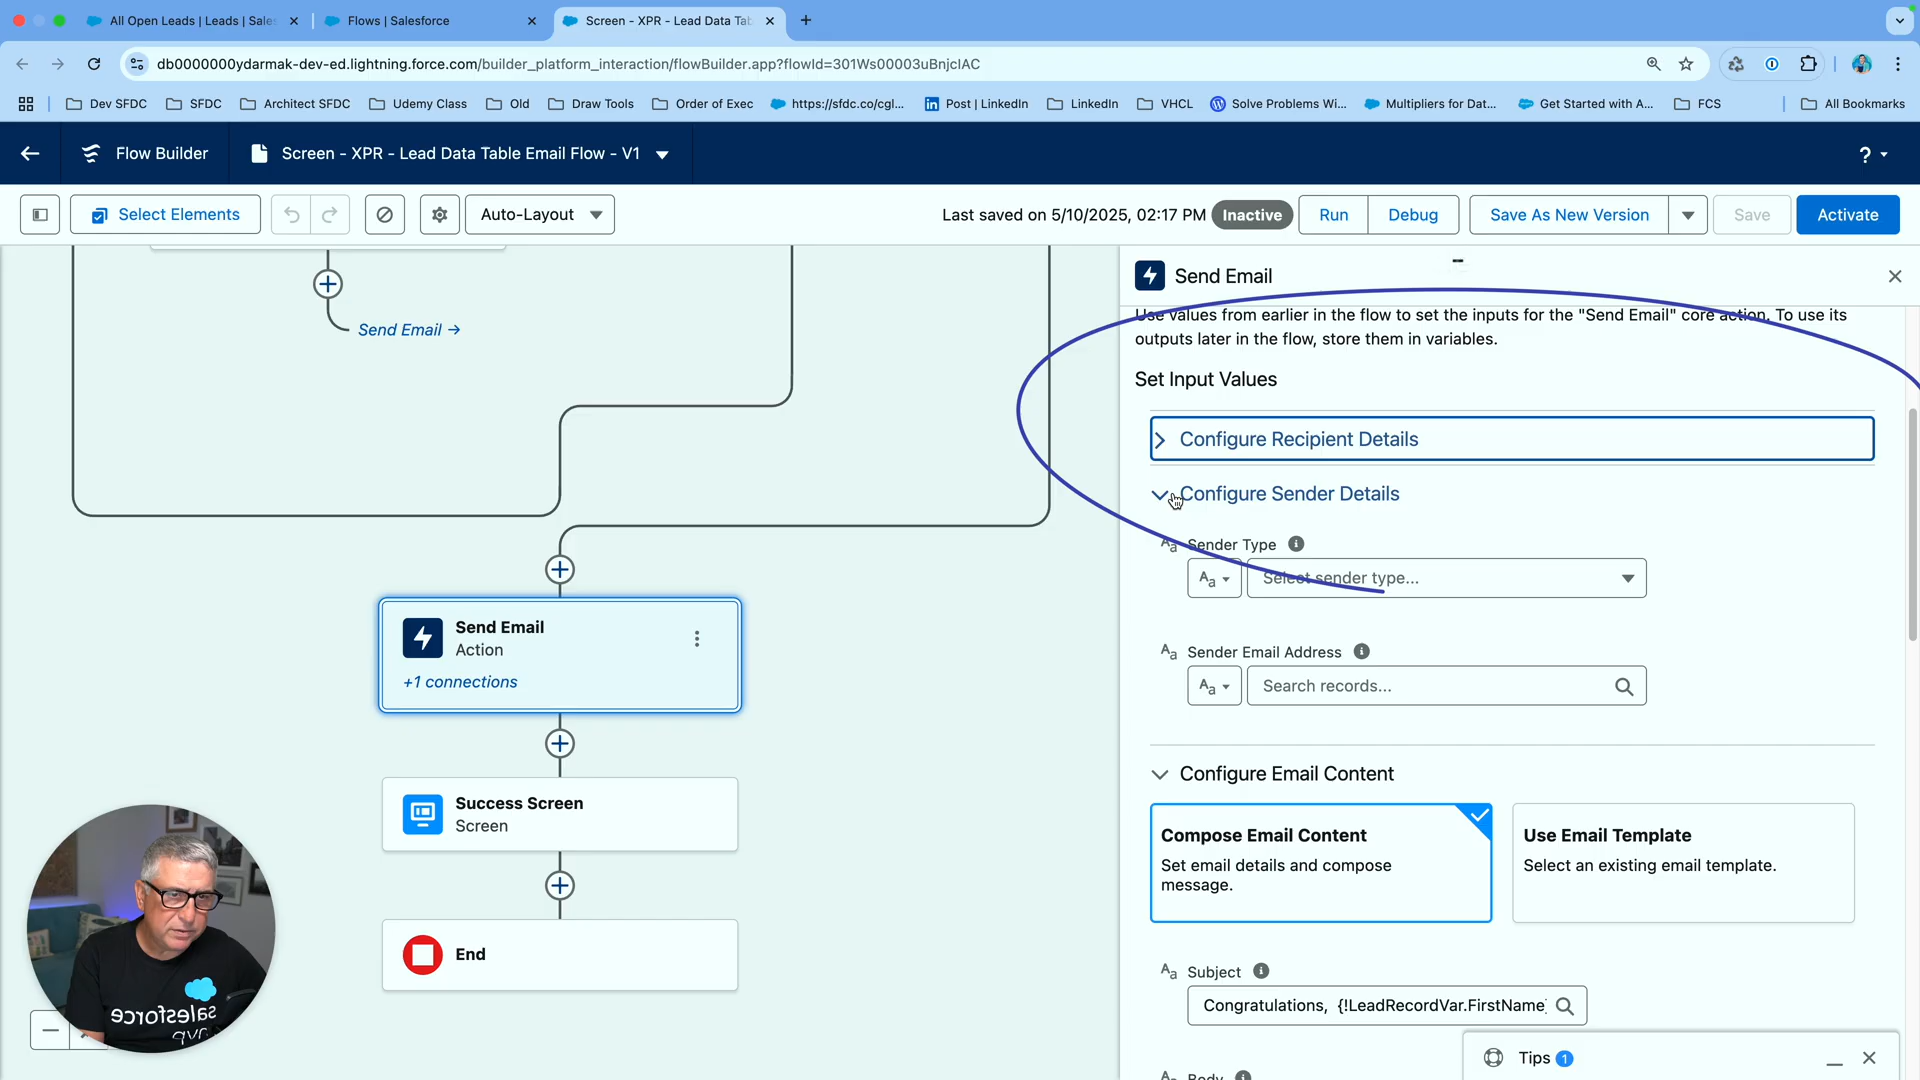 All Open Leads | Leads | Sales
Flows | Salesforce
Screen - XPR - Lead Data Tab
db0000000ydarmak-dev-ed.lightning.force.com/builder_platform_interaction/flowBuilder.app?flowId=301Ws00003uBnjcIAC
Dev SFDC
SFDC
Architect SFDC
Udemy Class
Old
Draw Tools
Order of Exec
https://sfdc.co/cgl...
Post | LinkedIn
LinkedIn
VHCL
Solve Problems Wi...
Multipliers for Dat...
Get Started with A...
FCS
All Bookmarks
Flow Builder
Screen - XPR - Lead Data Table Email Flow - V1
?
Select Elements
Auto-Layout
Last saved on 5/10/2025, 02:17 PM
Inactive
Run
Debug
Save As New Version
Save
Activate
Send Email →
Send Email
Action
+1 connections
Success Screen
Screen
End
Send Email
Use values from earlier in the flow to set the inputs for the "Send Email" core action. To use its
outputs later in the flow, store them in variables.
Set Input Values
Configure Recipient Details
Configure Sender Details
Aa Sender Type
Aa Select sender type...
Aa Sender Email Address
Aa Search records...
Configure Email Content
Compose Email Content
Set email details and compose
message.
Use Email Template
Select an existing email template.
Aa Subject
Congratulations, {!LeadRecordVar.FirstName}
Body
Tips 1
salesforce